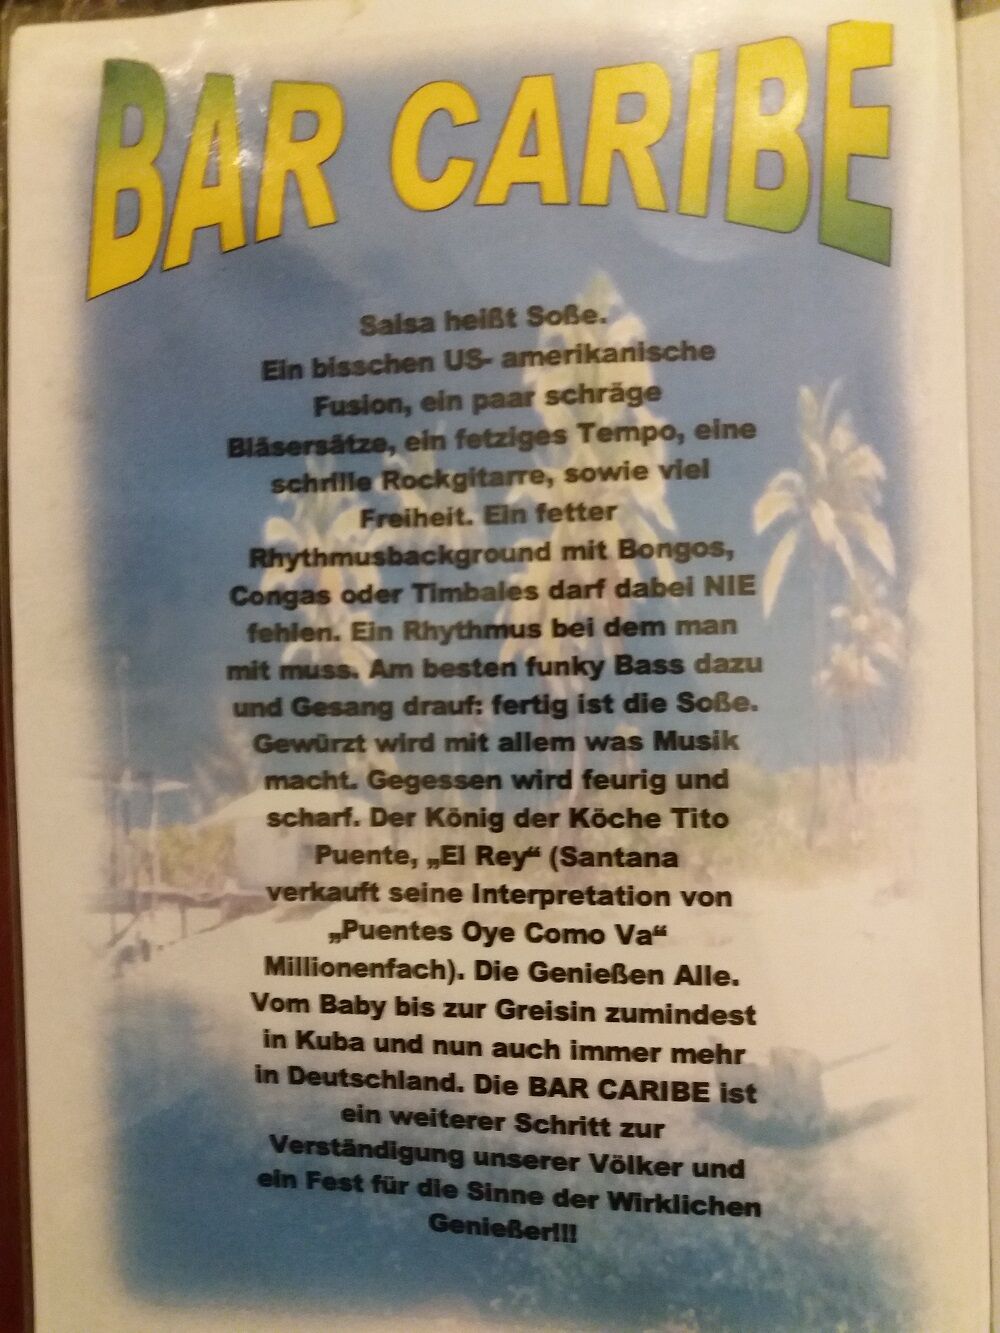 BAR CARIBE
Salsa heißt Soße.
Ein bisschen US- amerikanische
Fusion, ein paar schräge
Bläsersätze, ein fetziges Tempo, eine
schrille Rockgitarre, sowie viel
Freiheit. Ein fetter
Rhythmusbackground mit Bongos,
Congas oder Timbales darf dabei NIE
fehlen. Ein Rhythmus bei dem man
mit muss. Am besten funky Bass dazu
und Gesang drauf: fertig ist die Soße.
Gewürzt wird mit allem was Musik
macht. Gegessen wird feurig und
scharf. Der König der Köche Tito
Puente, „El Rey“ (Santana
verkauft seine Interpretation von
„Puentes Oye Como Va“
Millionenfach). Die Genießen Alle.
Vom Baby bis zur Greisin zumindest
in Kuba und nun auch immer mehr
in Deutschland. Die BAR CARIBE ist
ein weiterer Schritt zur
Verständigung unserer Völker und
ein Fest für die Sinne der Wirklichen
Genießer!!!